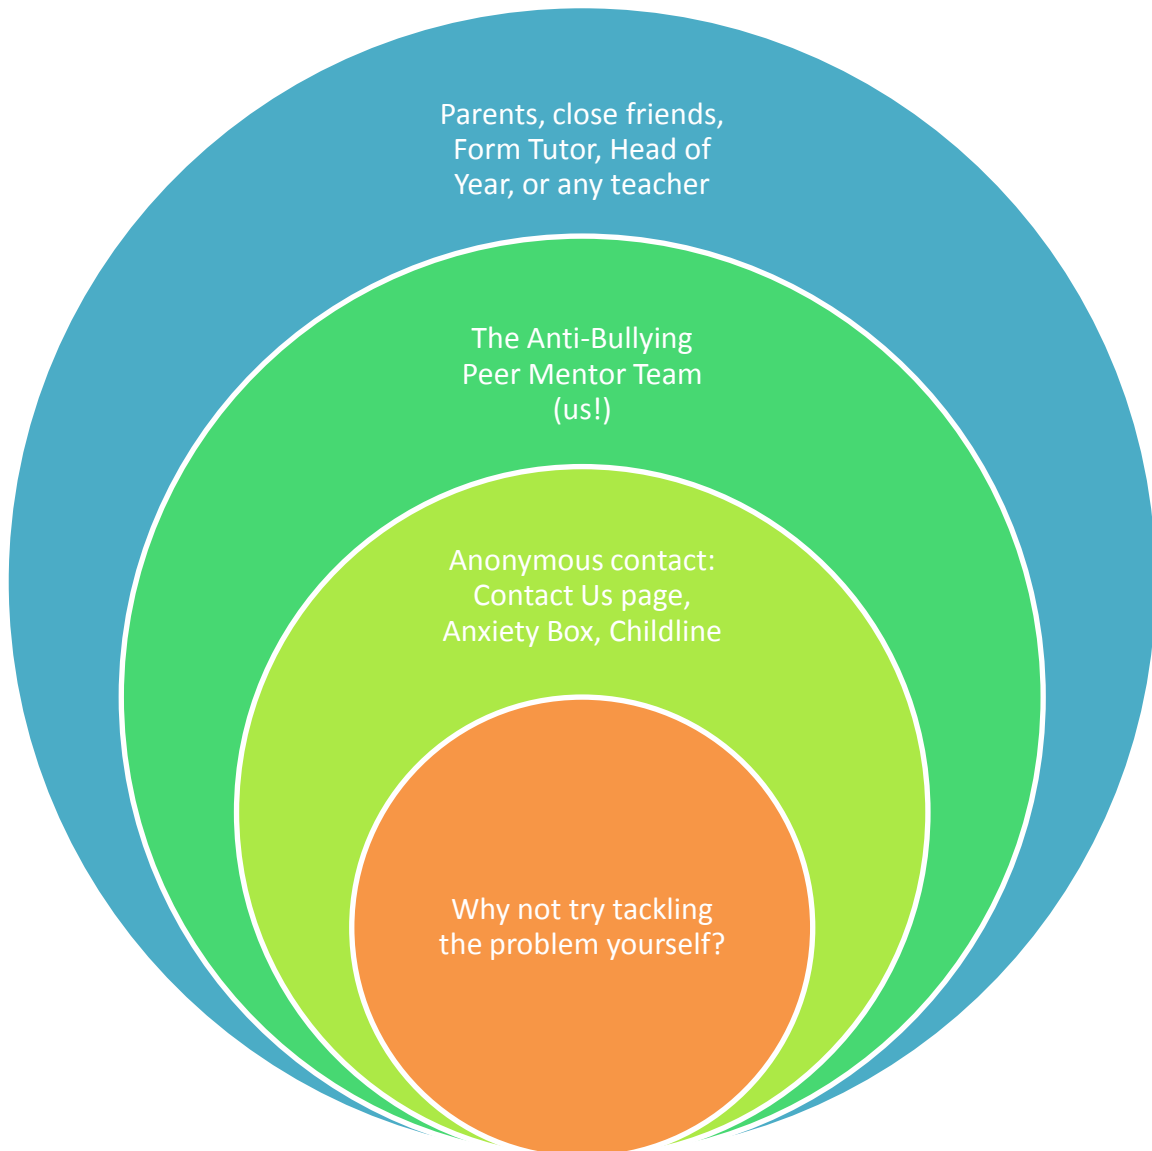 Parents, close friends,
Form Tutor, Head of
Year, or any teacher
The Anti-Bullying
Peer Mentor Team
(us!)
Anonymous contact:
Contact Us page,
Anxiety Box, Childline
Why not try tackling
the problem yourself?